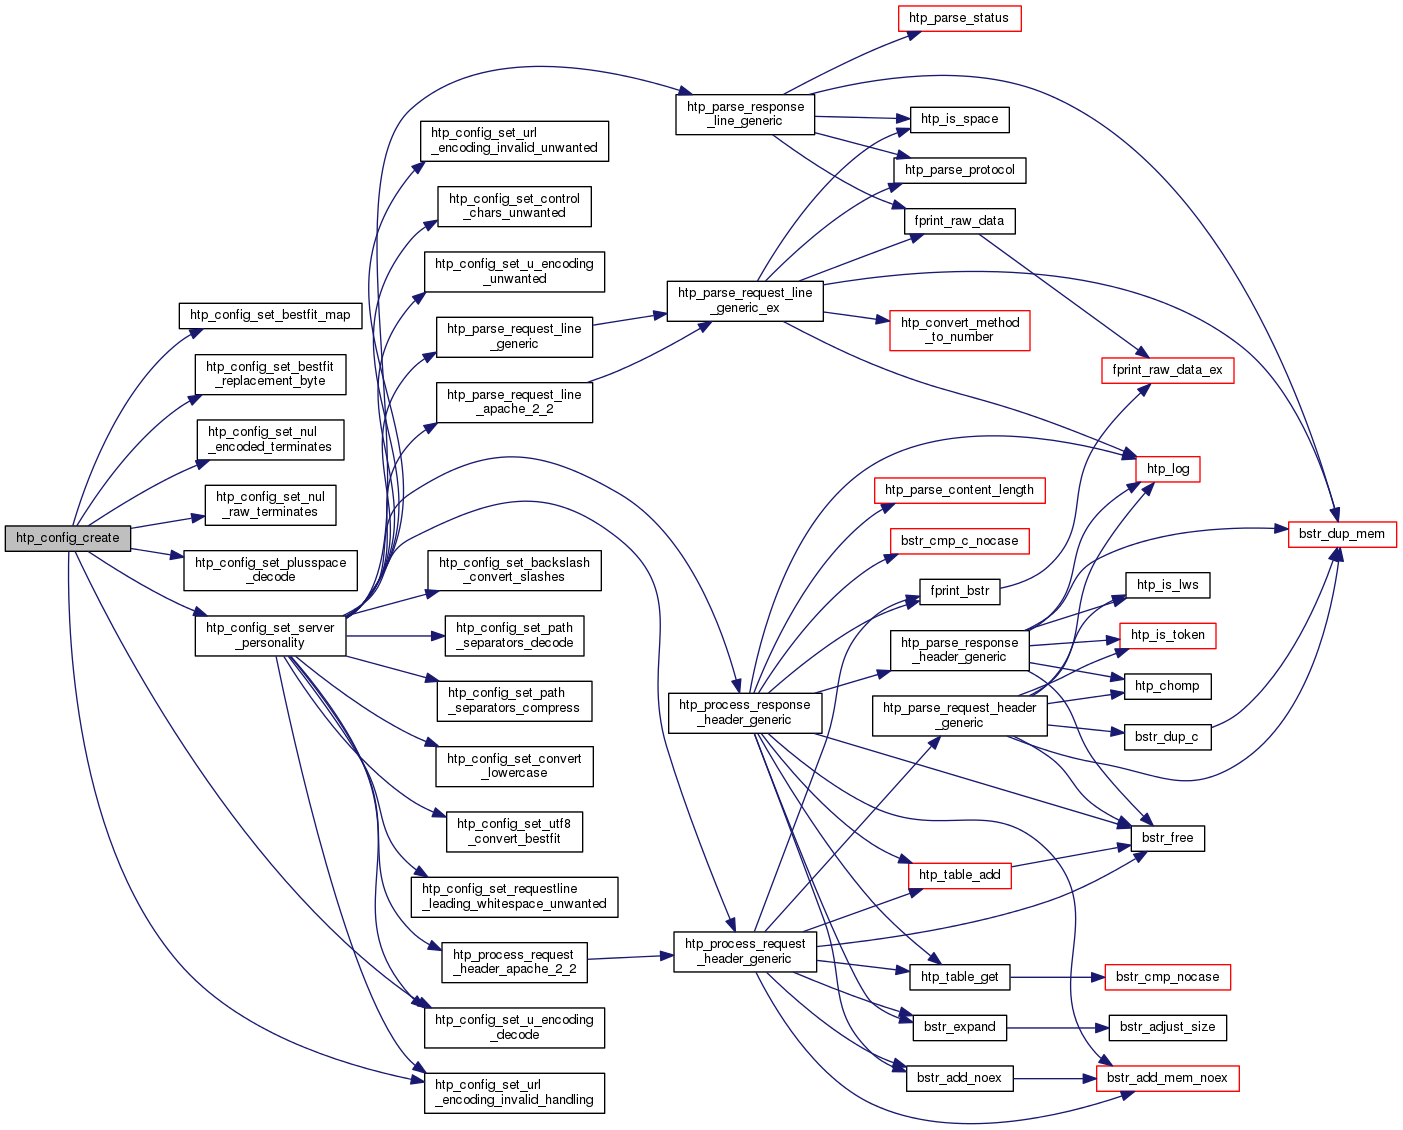 htp_config_create
htp_config_set_bestfit_map
htp_config_set_bestfit
_replacement_byte
htp_config_set_nul
_encoded_terminates
htp_config_set_nul
_raw_terminates
htp_config_set_plusspace
_decode
htp_config_set_server
_personality
htp_config_set_url
_encoding_invalid_unwanted
htp_config_set_control
_chars_unwanted
htp_config_set_u_encoding
_unwanted
htp_parse_request_line
_generic
htp_parse_request_line
_apache_2_2
htp_config_set_backslash
_convert_slashes
htp_config_set_path
_separators_decode
htp_config_set_path
_separators_compress
htp_config_set_convert
_lowercase
htp_config_set_utf8
_convert_bestfit
htp_config_set_requestline
_leading_whitespace_unwanted
htp_process_request
_header_apache_2_2
htp_config_set_u_encoding
_decode
htp_config_set_url
_encoding_invalid_handling
htp_parse_response
_line_generic
htp_parse_request_line
_generic_ex
htp_process_response
_header_generic
htp_process_request
_header_generic
htp_parse_status
htp_is_space
htp_parse_protocol
fprint_raw_data
htp_convert_method
_to_number
htp_parse_content_length
bstr_cmp_c_nocase
fprint_bstr
htp_parse_response
_header_generic
htp_parse_request_header
_generic
htp_table_add
htp_table_get
bstr_expand
bstr_add_noex
fprint_raw_data_ex
htp_log
htp_is_lws
htp_is_token
htp_chomp
bstr_dup_c
bstr_free
bstr_cmp_nocase
bstr_adjust_size
bstr_add_mem_noex
bstr_dup_mem